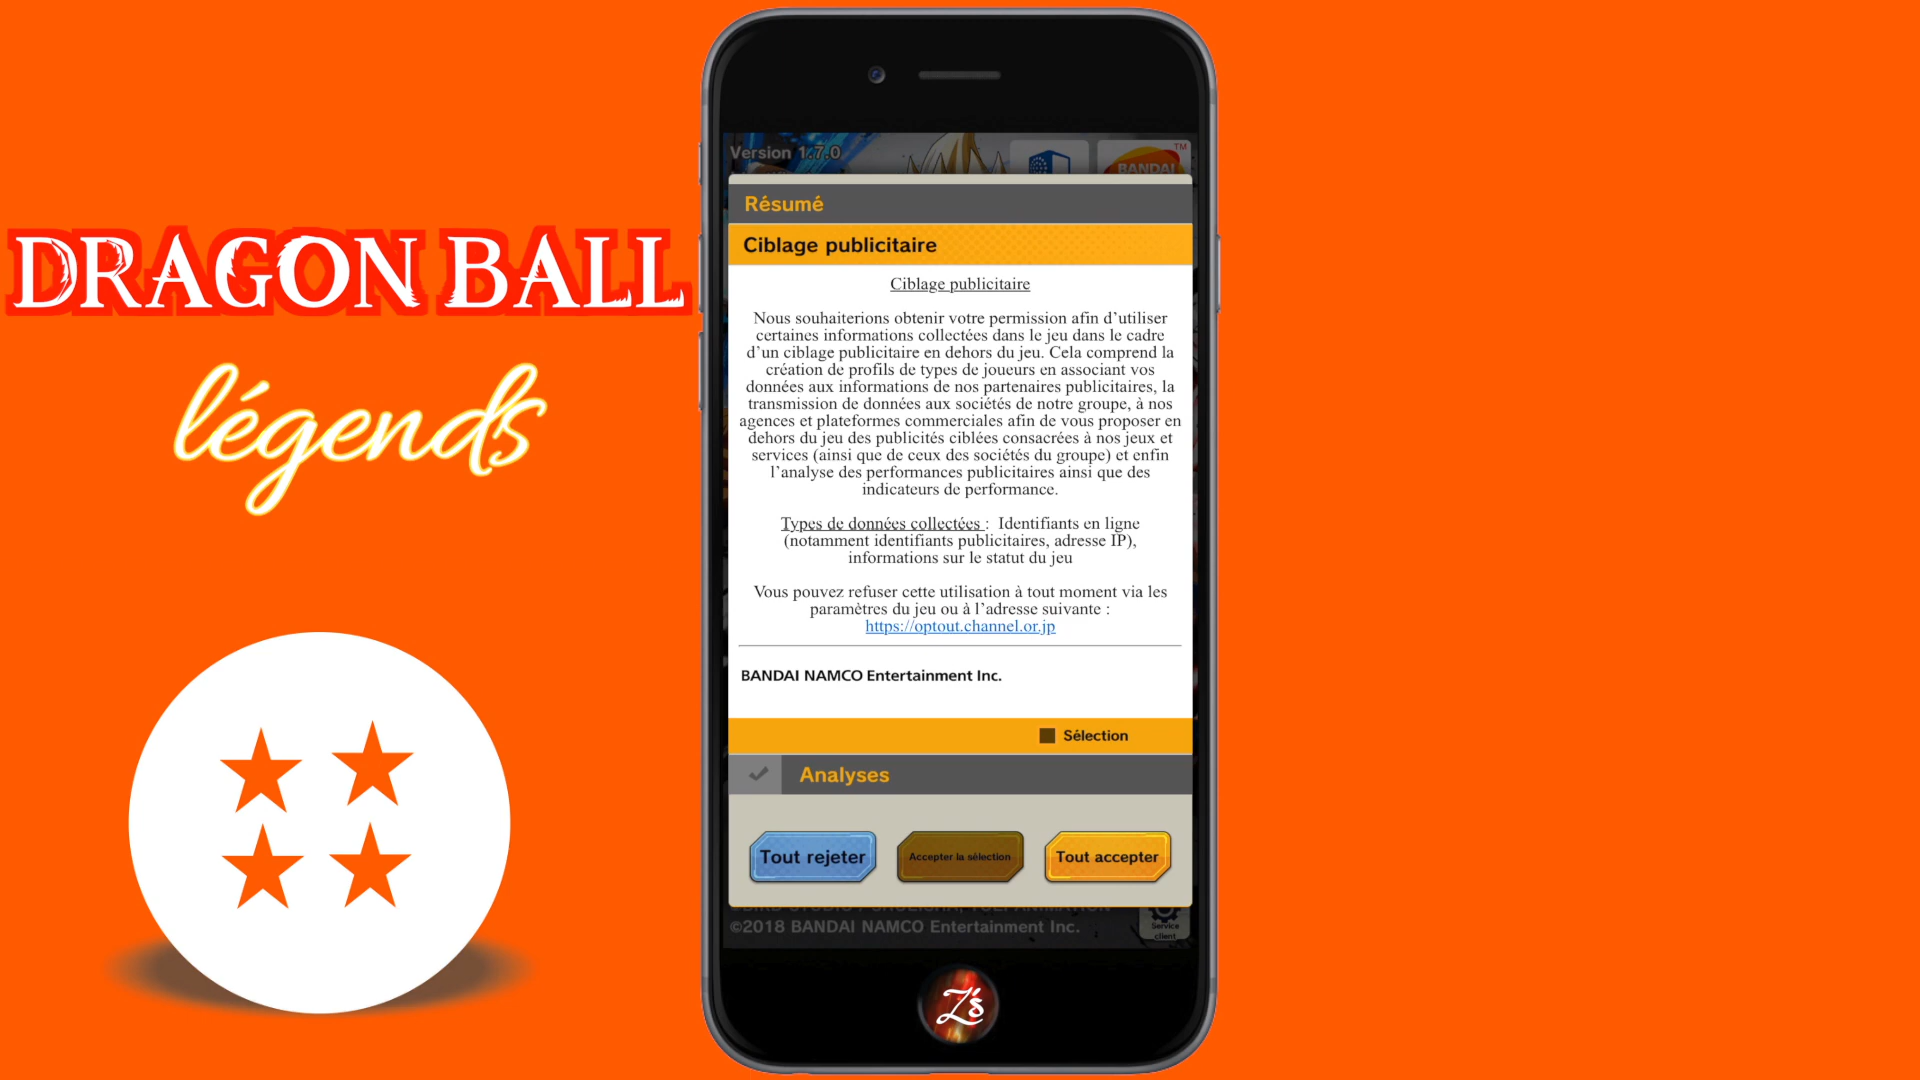 DRAGON BALL
légends
Version 1.7.0
BANDAI
TM
Résumé
Ciblage publicitaire
Ciblage publicitaire
Nous souhaiterions obtenir votre permission afin d’utiliser
certaines informations collectées dans le jeu dans le cadre
d’un ciblage publicitaire en dehors du jeu. Cela comprend la
création de profils de types de joueurs en associant vos
données aux informations de nos partenaires publicitaires, la
transmission de données aux sociétés de notre groupe, à nos
agences et plateformes commerciales afin de vous proposer en
dehors du jeu des publicités ciblées consacrées à nos jeux et
services (ainsi que de ceux des sociétés du groupe) et enfin
l’analyse des performances publicitaires ainsi que des
indicateurs de performance.
Types de données collectées : Identifiants en ligne
(notamment identifiants publicitaires, adresse IP),
informations sur le statut du jeu
Vous pouvez refuser cette utilisation à tout moment via les
paramètres du jeu ou à l’adresse suivante :
https://optout.channel.or.jp
BANDAI NAMCO Entertainment Inc.
Sélection
Analyses
Tout rejeter
Accepter la sélection
Tout accepter
©2018 BANDAI NAMCO Entertainment Inc.
Service
client
Z's